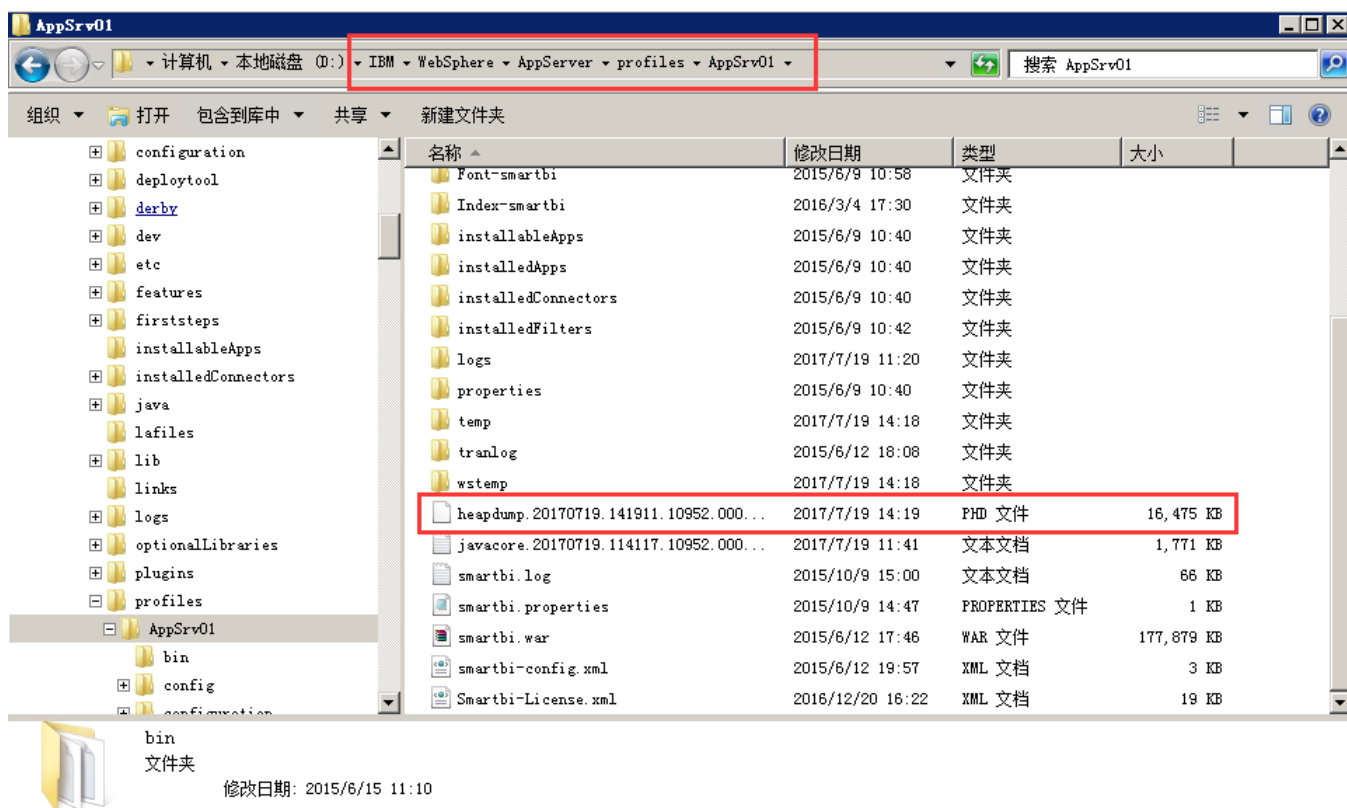 AppSrv01
计算机 本地磁盘 (D:) IBM WebSphere AppServer profiles AppSrv01
搜索 AppSrv01
组织 打开 包含到库中 共享 新建文件夹
configuration
deploytool
derby
dev
etc
features
firststeps
installableApps
installedConnectors
java
lafiles
lib
links
logs
optionalLibraries
plugins
profiles
AppSrv01
bin
config
configuration
名称 修改日期 类型 大小
Font-smartbi 2015/6/9 10:58 文件夹
Index-smartbi 2016/3/4 17:30 文件夹
installableApps 2015/6/9 10:40 文件夹
installedApps 2015/6/9 10:40 文件夹
installedConnectors 2015/6/9 10:40 文件夹
installedFilters 2015/6/9 10:42 文件夹
logs 2017/7/19 11:20 文件夹
properties 2015/6/9 10:40 文件夹
temp 2017/7/19 14:18 文件夹
tranlog 2015/6/12 18:08 文件夹
wstemp 2017/7/19 14:18 文件夹
heapdump.20170719.141911.10952.000... 2017/7/19 14:19 PHD 文件 16,475 KB
javacore.20170719.114117.10952.000... 2017/7/19 11:41 文本文档 1,771 KB
smartbi.log 2015/10/9 15:00 文本文档 66 KB
smartbi.properties 2015/10/9 14:47 PROPERTIES 文件 1 KB
smartbi.war 2015/6/12 17:46 WAR 文件 177,879 KB
smartbi-config.xml 2015/6/12 19:57 XML 文档 3 KB
Smartbi-License.xml 2016/12/20 16:22 XML 文档 19 KB
bin
文件夹
修改日期: 2015/6/15 11:10